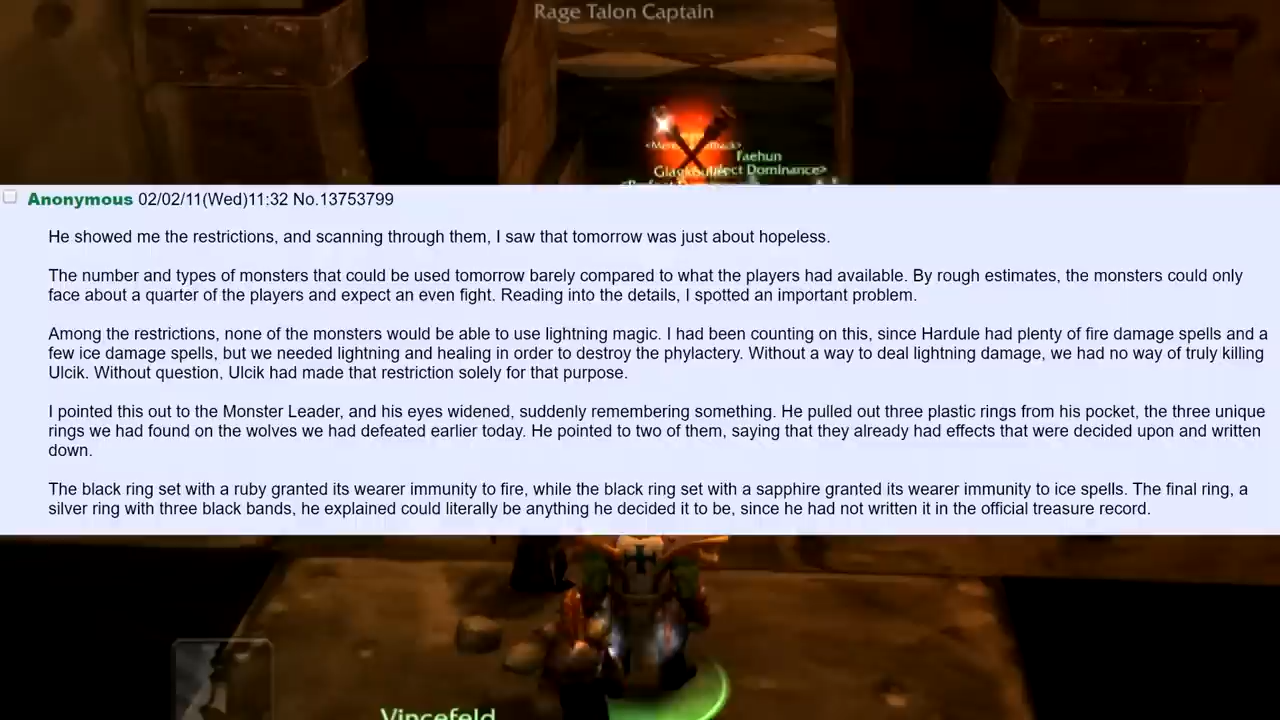 Rage Talon Captain
Faehun
Dominance>
Anonymous 02/02/11(Wed)11:32 No.13753799
He showed me the restrictions, and scanning through them, I saw that tomorrow was just about hopeless.
The number and types of monsters that could be used tomorrow barely compared to what the players had available. By rough estimates, the monsters could only
face about a quarter of the players and expect an even fight. Reading into the details, I spotted an important problem.
Among the restrictions, none of the monsters would be able to use lightning magic. I had been counting on this, since Hardule had plenty of fire damage spells and a
few ice damage spells, but we needed lightning and healing in order to destroy the phylactery. Without a way to deal lightning damage, we had no way of truly killing
Ulcik. Without question, Ulcik had made that restriction solely for that purpose.
I pointed this out to the Monster Leader, and his eyes widened, suddenly remembering something. He pulled out three plastic rings from his pocket, the three unique
rings we had found on the wolves we had defeated earlier today. He pointed to two of them, saying that they already had effects that were decided upon and written
down.
The black ring set with a ruby granted its wearer immunity to fire, while the black ring set with a sapphire granted its wearer immunity to ice spells. The final ring, a
silver ring with three black bands, he explained could literally be anything he decided it to be, since he had not written it in the official treasure record.
Vincefeld